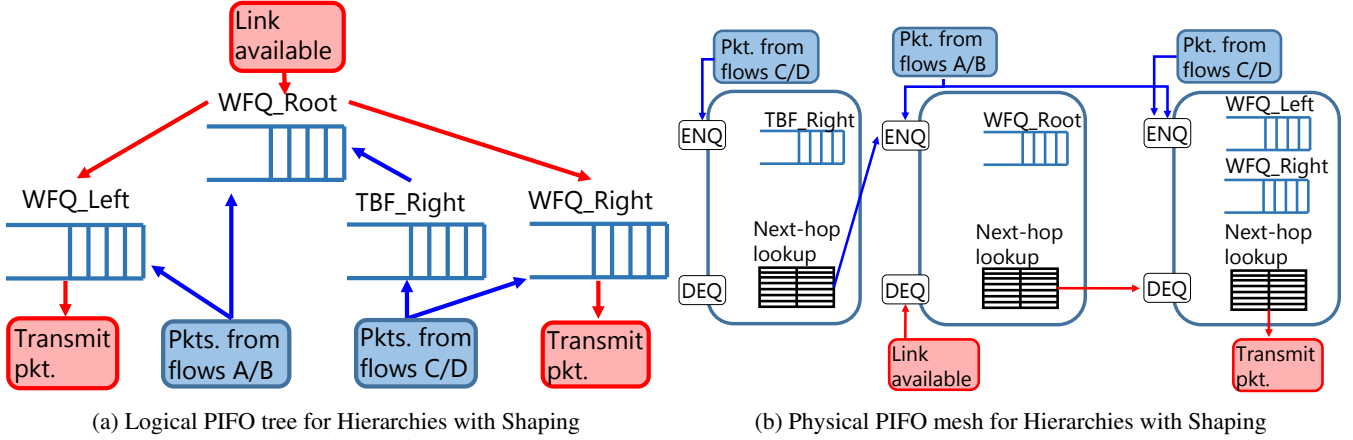 Link
available
WFQ_Root
WFQ_Left
TBF_Right
WFQ_Right
Transmit
pkt.
Pkts. from
flows A/B
Pkts. from
flows C/D
Transmit
pkt.
(a) Logical PIFO tree for Hierarchies with Shaping
Pkt. from
flows C/D
Pkt. from
flows A/B
Pkt. from
flows C/D
ENQ
TBF_Right
Next-hop
lookup
DEQ
ENQ
WFQ_Root
Next-hop
lookup
DEQ
Link
available
ENQ
WFQ_Left
WFQ_Right
Next-hop
lookup
DEQ
Transmit
pkt.
(b) Physical PIFO mesh for Hierarchies with Shaping